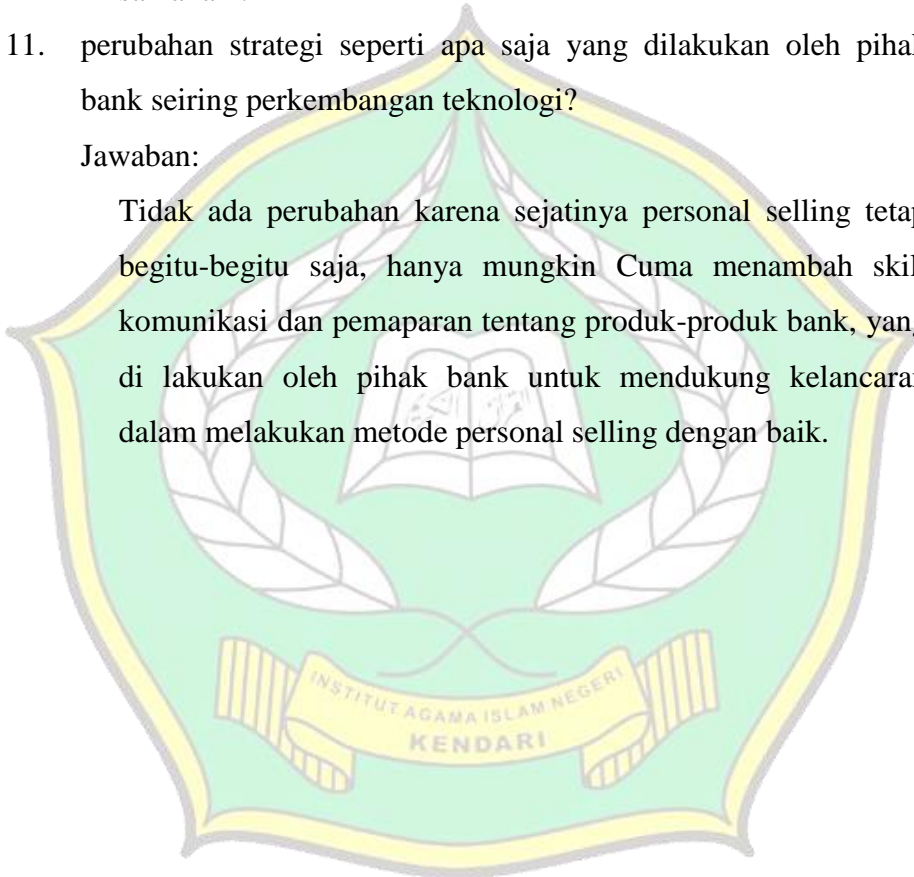 11. perubahan strategi seperti apa saja yang dilakukan oleh pihak
bank seiring perkembangan teknologi?
Jawaban:
Tidak ada perubahan karena sejatinya personal selling tetap
begitu-begitu saja, hanya mungkin Cuma menambah skil
komunikasi dan pemaparan tentang produk-produk bank, yang
di lakukan oleh pihak bank untuk mendukung kelancaran
dalam melakukan metode personal selling dengan baik.
INSTITUT AGAMA ISLAM NEGERI
KENDARI